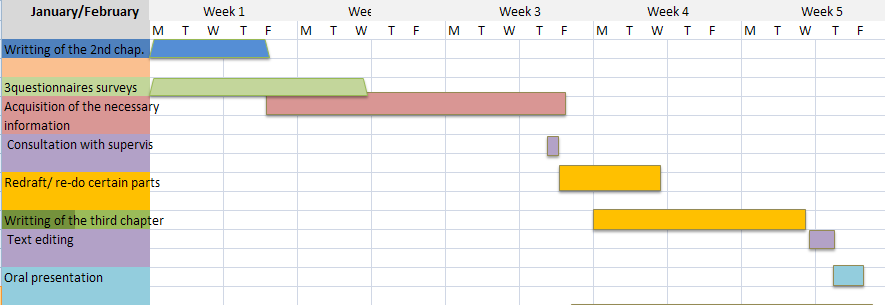 January/February Week 1 Wee Week 3 Week 4 Week 5
M T W T F M T W T F M T W T F M T W T F M T W T F
Writting of the 2nd chap.
3questionnaires surveys
Acquisition of the necessary
information
Consultation with supervis
Redraft/ re-do certain parts
Writting of the third chapter
Text editing
Oral presentation